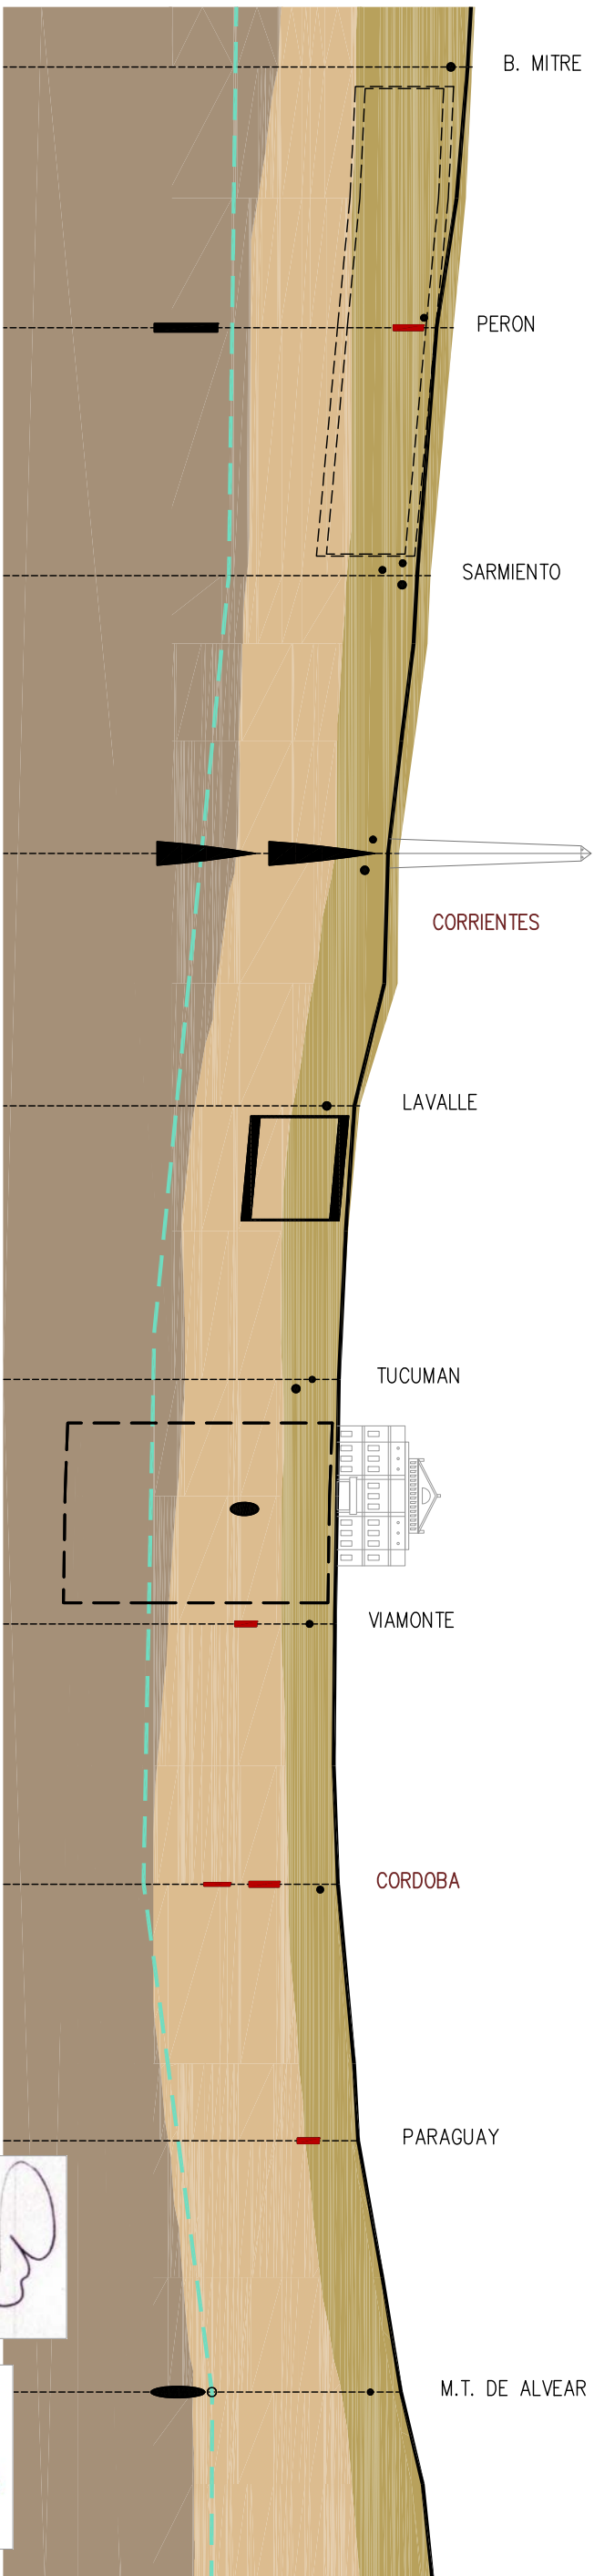 B. MITRE
PERON
SARMIENTO
CORRIENTES
LAVALLE
TUCUMAN
VIAMONTE
CORDOBA
PARAGUAY
M.T. DE ALVEAR